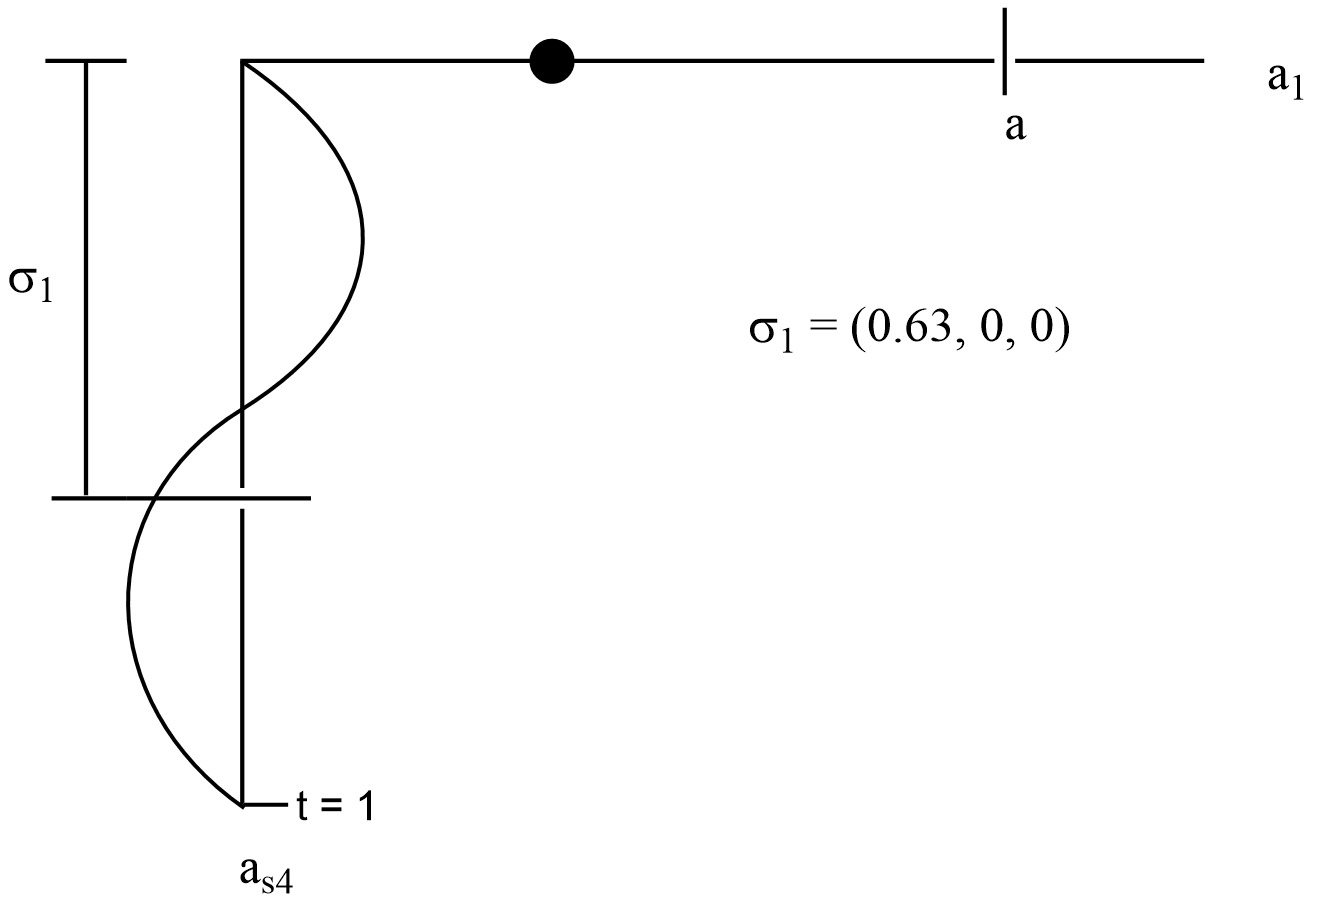 a₁
a
σ₁
σ₁ = (0.63, 0, 0)
t = 1
aₛ₄